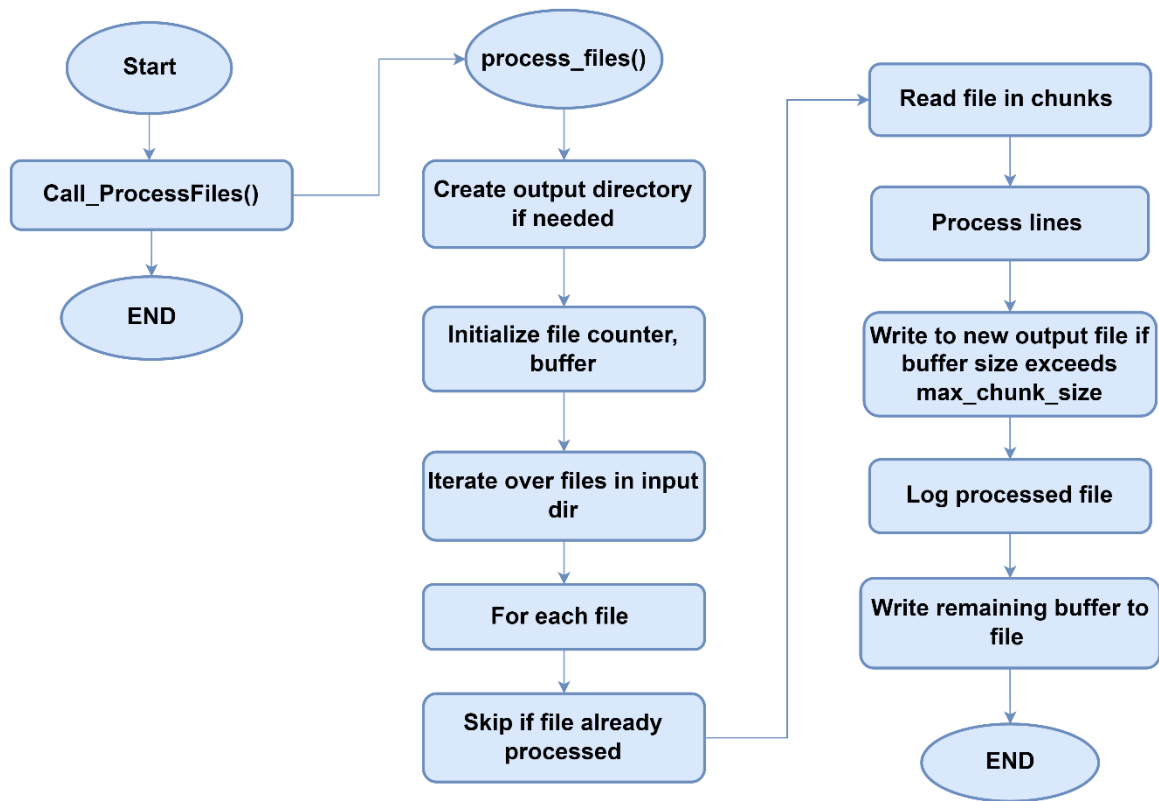 Start
Call_ProcessFiles()
END
process_files()
Create output directory
if needed
Initialize file counter,
buffer
Iterate over files in input
dir
For each file
Skip if file already
processed
Read file in chunks
Process lines
Write to new output file if
buffer size exceeds
max_chunk_size
Log processed file
Write remaining buffer to
file
END